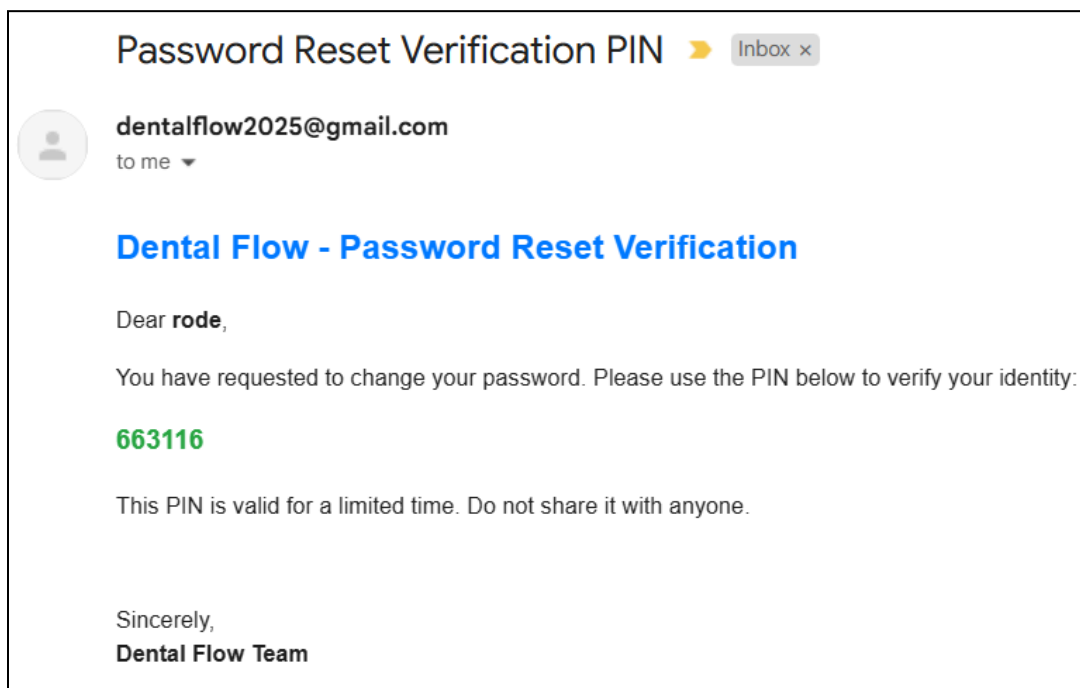 Password Reset Verification PIN Inbox ×
dentalflow2025@gmail.com
to me
Dental Flow - Password Reset Verification
Dear rode,
You have requested to change your password. Please use the PIN below to verify your identity:
663116
This PIN is valid for a limited time. Do not share it with anyone.
Sincerely,
Dental Flow Team